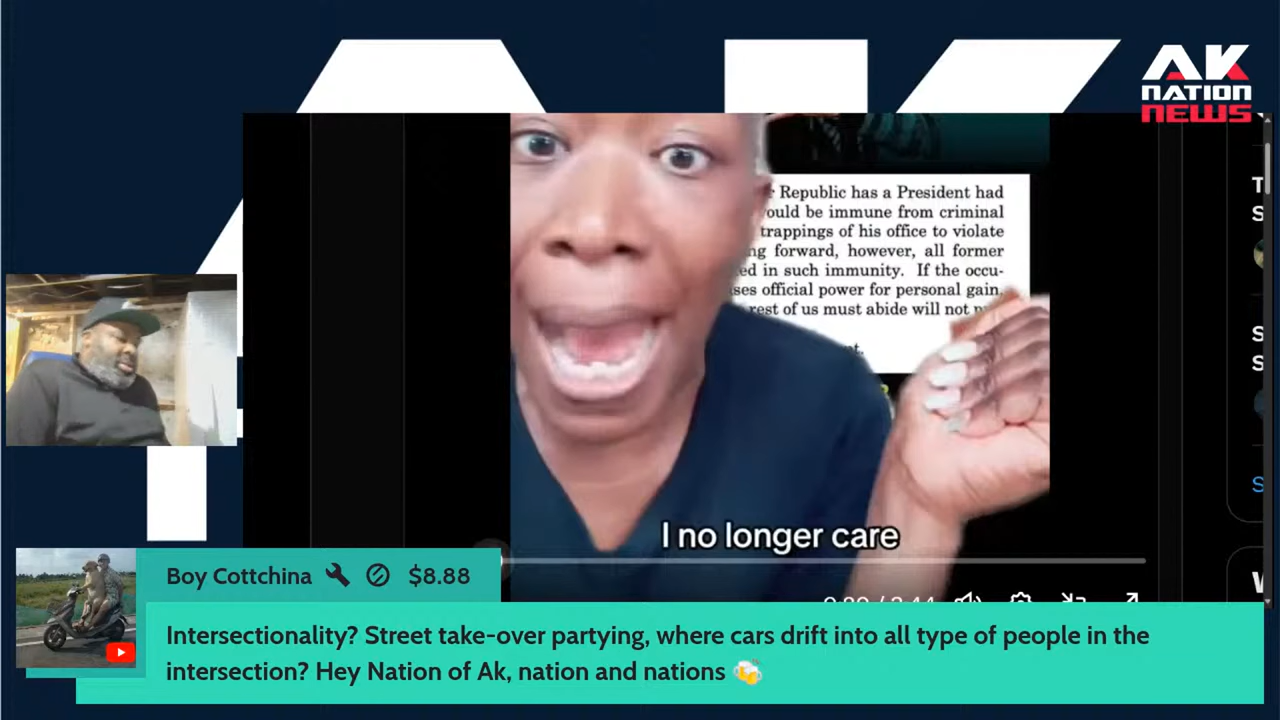 AK
NATION
NEWS
Republic has a President had
ould be immune from criminal
trappings of his office to violate
ng forward, however, all former
ed in such immunity. If the occu-
ses official power for personal gain,
rest of us must abide will not
I no longer care
Boy Cottchina $8.88
Intersectionality? Street take-over partying, where cars drift into all type of people in the
intersection? Hey Nation of Ak, nation and nations 🍻